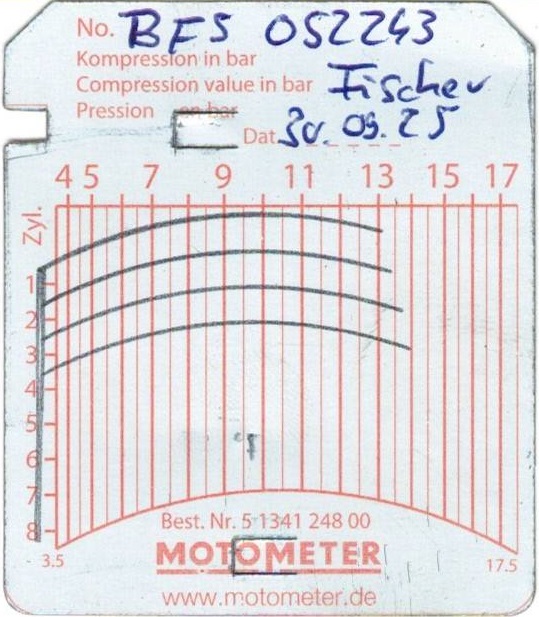 No. BFS 052243
Kompression in bar
Compression value in bar Fischer
Pression en bar
Dat. 30.09.25
4 5 7 9 11 13 15 17
Zyl.
1
2
3
4
5
6
7
8
3.5 17.5
Best. Nr. 5 1341 248 00
MOTOMETER
www.motometer.de